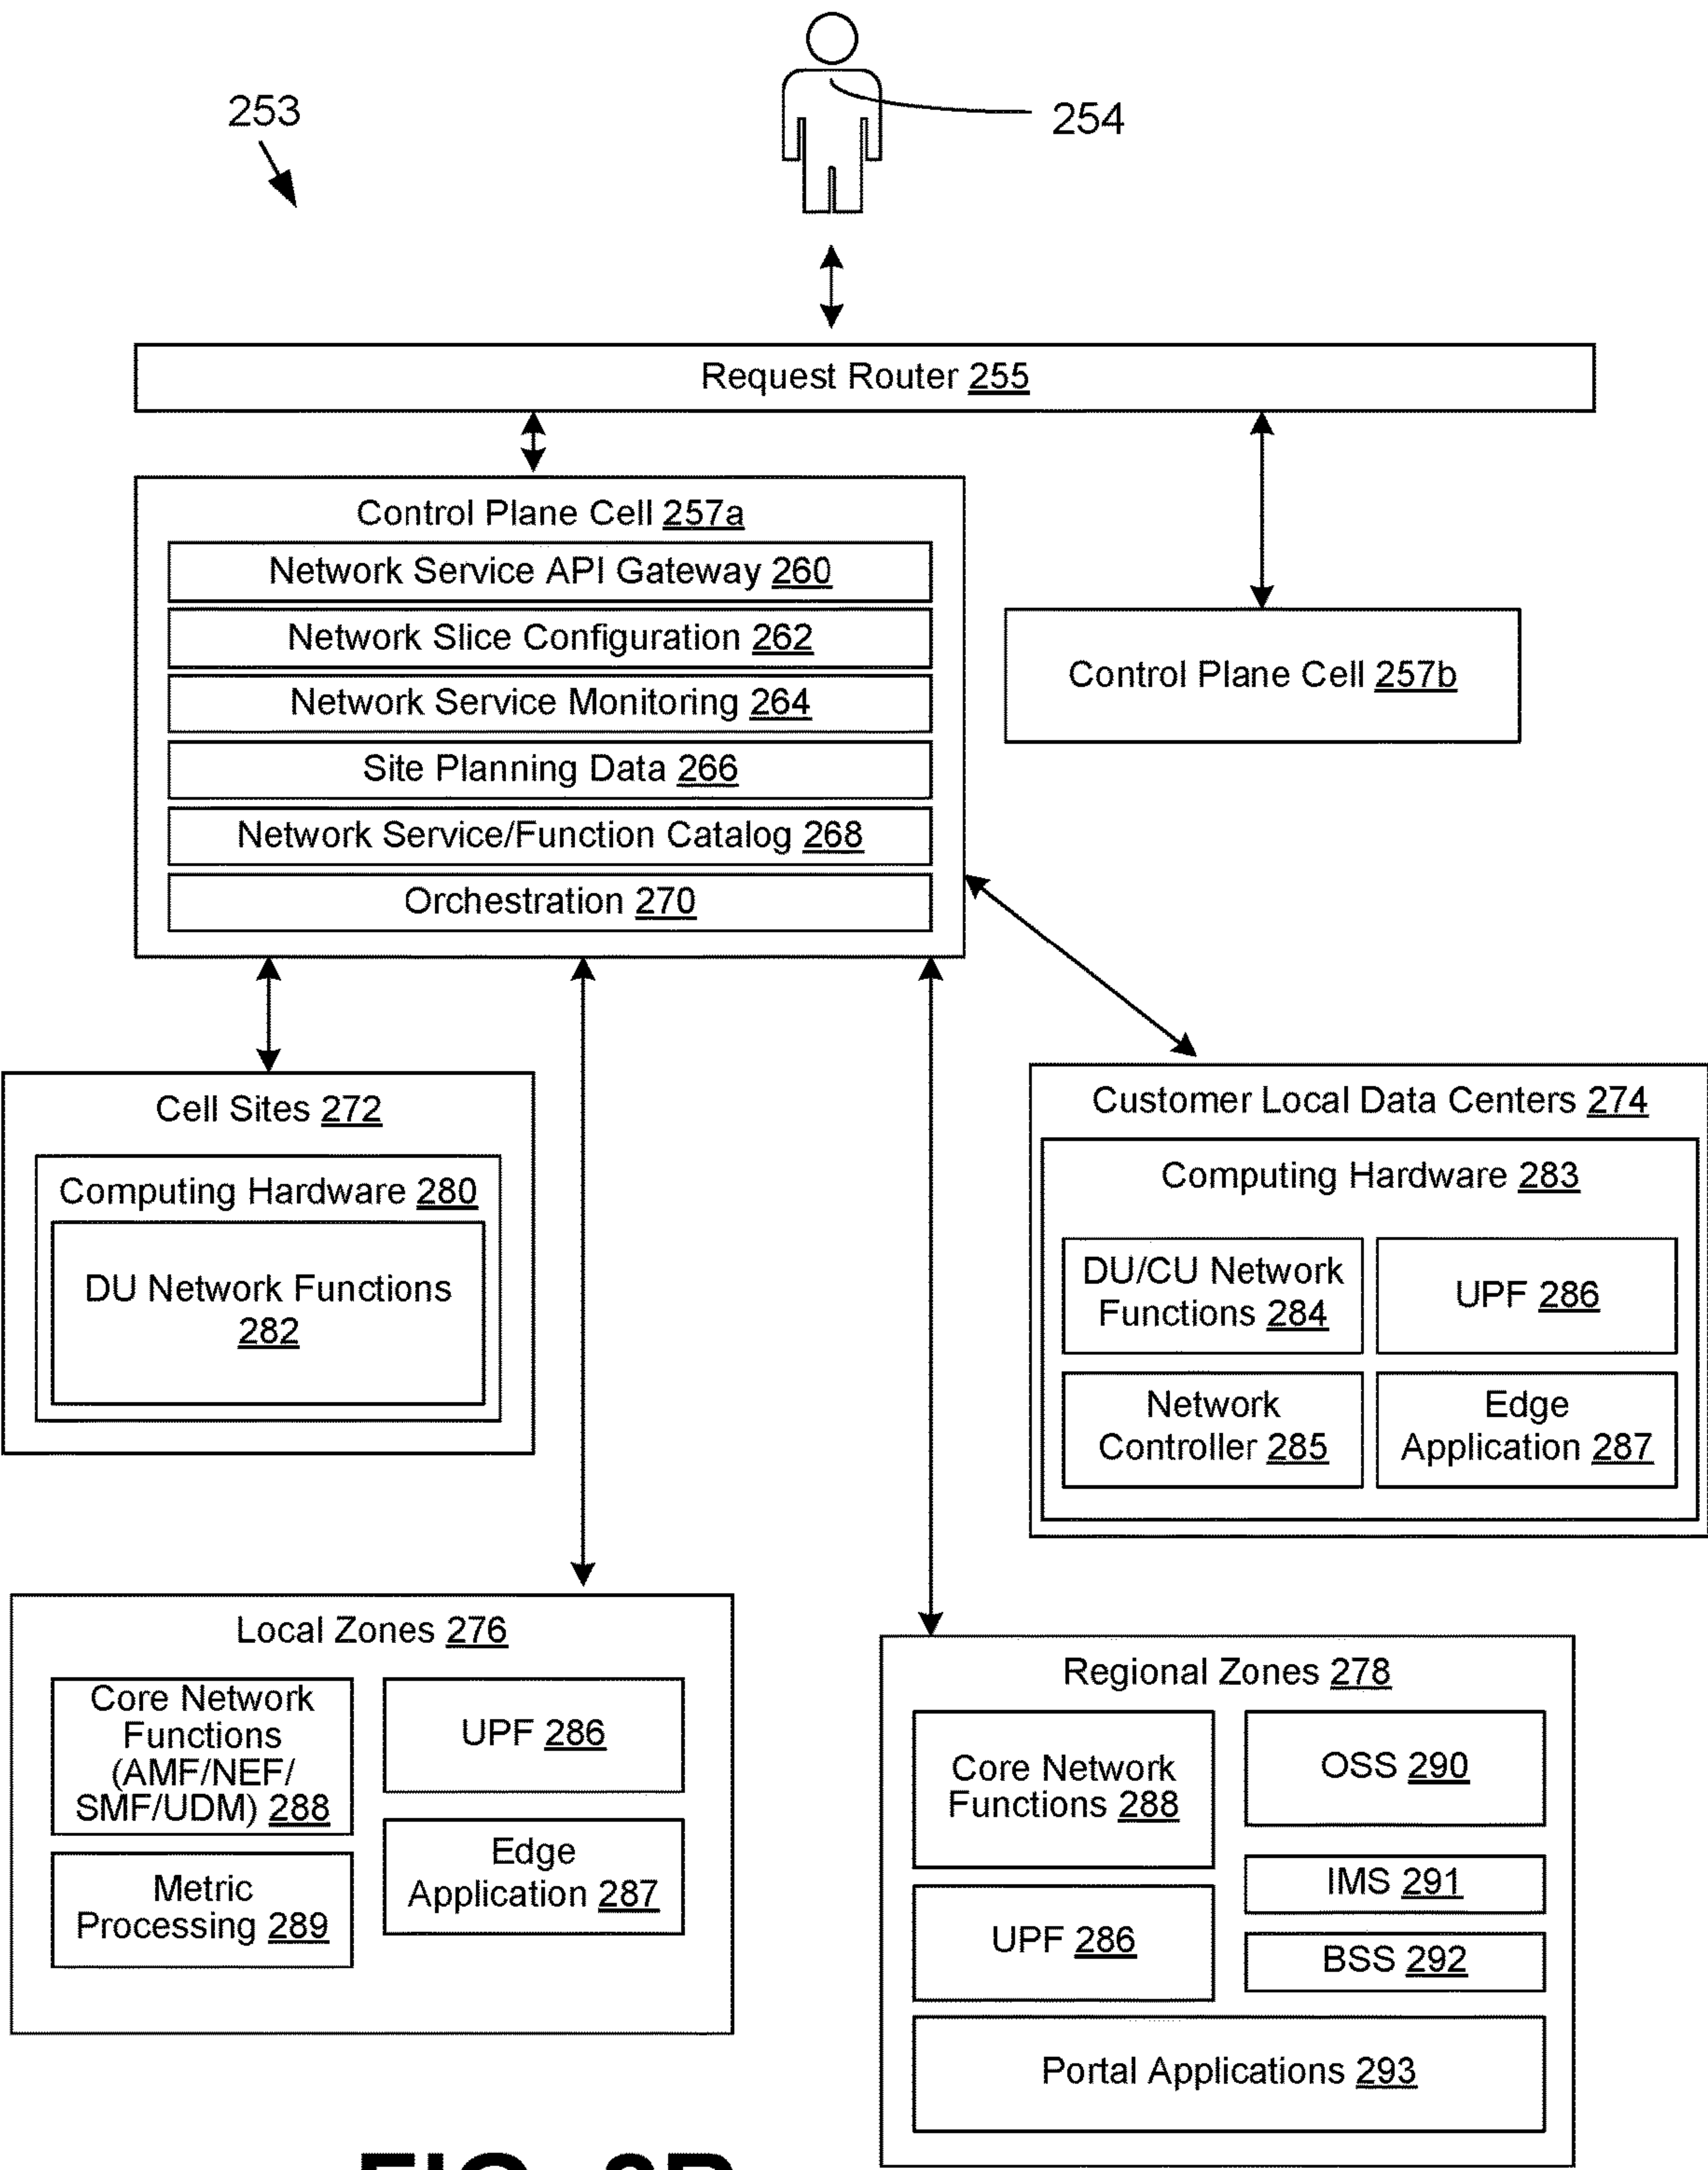 253
254
Request Router 255
Control Plane Cell 257a
Network Service API Gateway 260
Network Slice Configuration 262
Network Service Monitoring 264
Site Planning Data 266
Network Service/Function Catalog 268
Orchestration 270
Control Plane Cell 257b
Cell Sites 272
Computing Hardware 280
DU Network Functions
282
Customer Local Data Centers 274
Computing Hardware 283
DU/CU Network
Functions 284
UPF 286
Network
Controller 285
Edge
Application 287
Local Zones 276
Core Network
Functions
(AMF/NEF/
SMF/UDM) 288
UPF 286
Metric
Processing 289
Edge
Application 287
Regional Zones 278
Core Network
Functions 288
OSS 290
IMS 291
UPF 286
BSS 292
Portal Applications 293